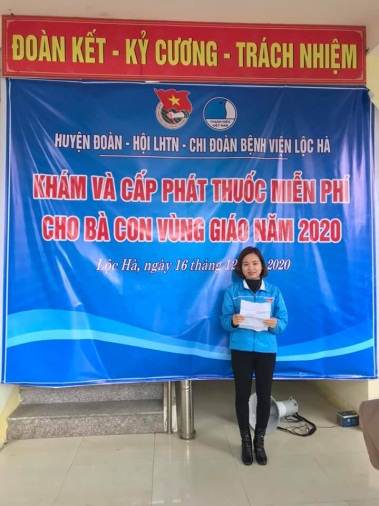 ĐOÀN KẾT - KỶ CƯƠNG - TRÁCH NHIỆM
HUYỆN ĐOÀN - HỘI LHTN - CHI ĐOÀN BỆNH VIỆN LỘC HÀ
KHÁM VÀ CẤP PHÁT THUỐC MIỄN PHÍ
CHO BÀ CON VÙNG GIÁO NĂM 2020
Lộc Hà, ngày 16 tháng 12 2020